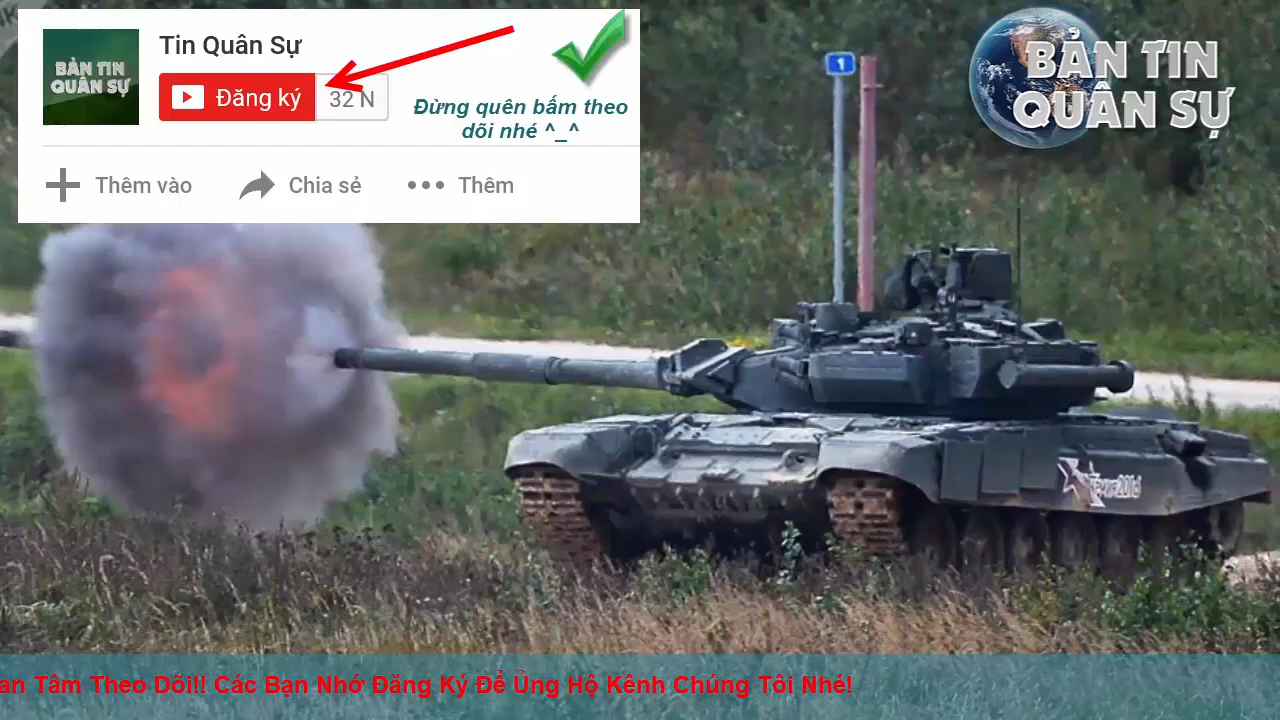 BẢN TIN
QUÂN SỰ
Tin Quân Sự
Đăng ký
32 N
Đừng quên bấm theo
dõi nhé ^_^
Thêm vào
Chia sẻ
Thêm
BẢN TIN
QUÂN SỰ
1
Tâm Theo Dõi!! Các Bạn Nhớ Đăng Ký Để Ủng Hộ Kênh Chúng Tôi Nhé!